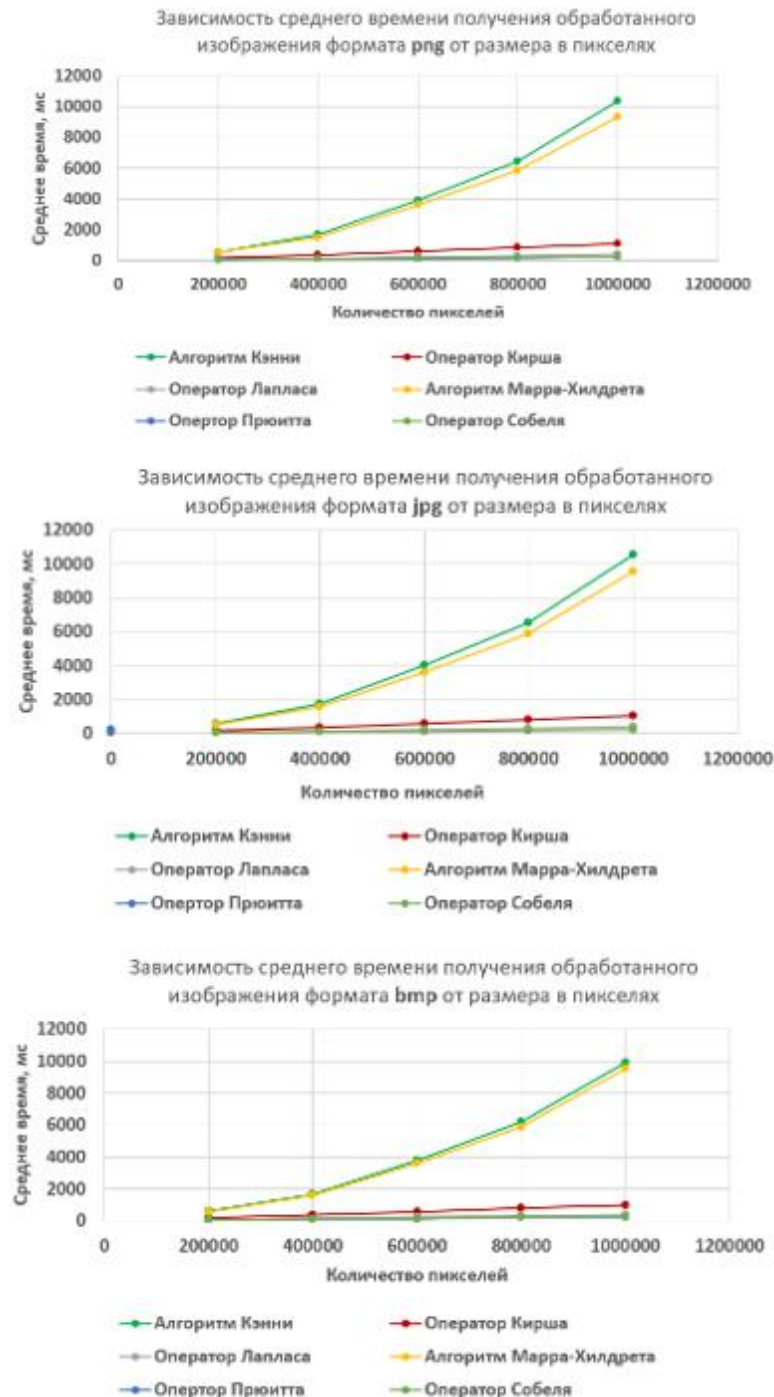 Зависимость среднего времени получения обработанного
изображения формата png от размера в пикселях
Среднее время, мс
12000
10000
8000
6000
4000
2000
0
0 200000 400000 600000 800000 1000000 1200000
Количество пикселей
Алгоритм Кэнни Оператор Кирша
Оператор Лапласа Алгоритм Марра-Хилдрета
Опертор Прюитта Оператор Собеля
Зависимость среднего времени получения обработанного
изображения формата jpg от размера в пикселях
Среднее время, мс
12000
10000
8000
6000
4000
2000
0
0 200000 400000 600000 800000 1000000 1200000
Количество пикселей
Алгоритм Кэнни Оператор Кирша
Оператор Лапласа Алгоритм Марра-Хилдрета
Опертор Прюитта Оператор Собеля
Зависимость среднего времени получения обработанного
изображения формата bmp от размера в пикселях
Среднее время, мс
12000
10000
8000
6000
4000
2000
0
0 200000 400000 600000 800000 1000000 1200000
Количество пикселей
Алгоритм Кэнни Оператор Кирша
Оператор Лапласа Алгоритм Марра-Хилдрета
Опертор Прюитта Оператор Собеля